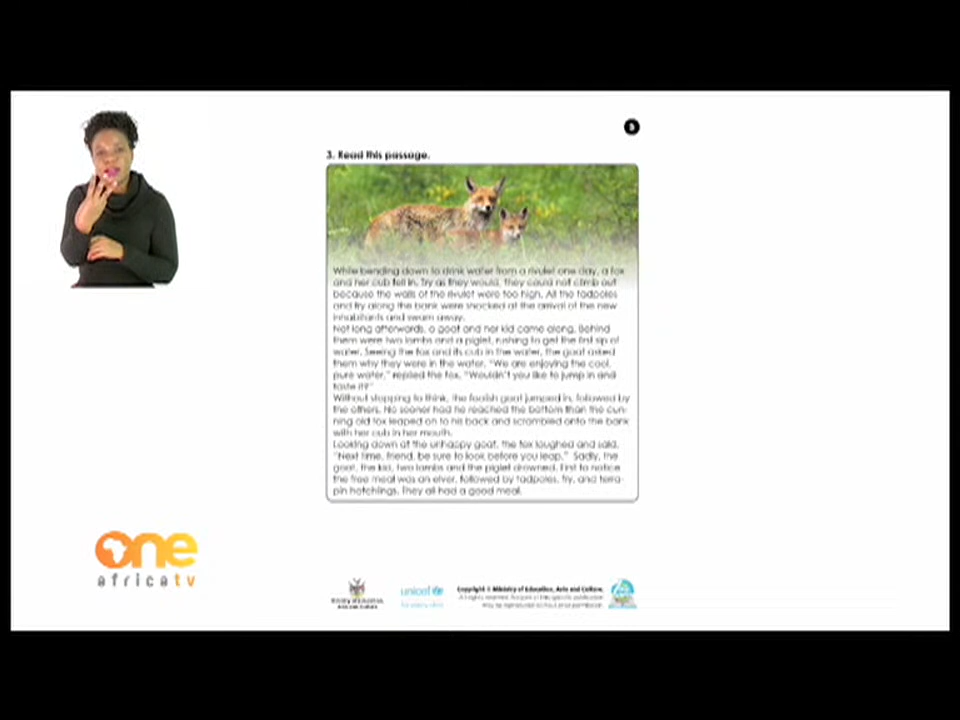 3. Read this passage.
While bending down to drink water from a rivulet one day, a fox
and her cub fell in. Try as they would, they could not climb out
because the walls of the rivulet were too high. All the tadpoles
and fry along the bank were shocked at the arrival of the new
inhabitants and swam away.
Not long afterwards, a goat and her kid came along. Behind
them were two lambs and a piglet, rushing to get the first sip of
water. Seeing the fox and its cub in the water, the goat asked
them why they were in the water. "We are enjoying the cool,
pure water," replied the fox. "Wouldn't you like to jump in and
taste it?"
Without stopping to think, the foolish goat jumped in, followed by
the others. No sooner had he reached the bottom than the cun-
ning old fox leaped on to his back and scrambled onto the bank
with her cub in her mouth.
Looking down at the unhappy goat, the fox laughed and said,
"Next time, friend, be sure to look before you leap." Sadly, the
goat, the kid, two lambs and the piglet drowned. First to notice
the free meal was an elver, followed by tadpoles, fry, and terra-
pin hatchlings. They all had a good meal.
one
africa tv
unicef
Copyright © Ministry of Education, Arts and Culture.